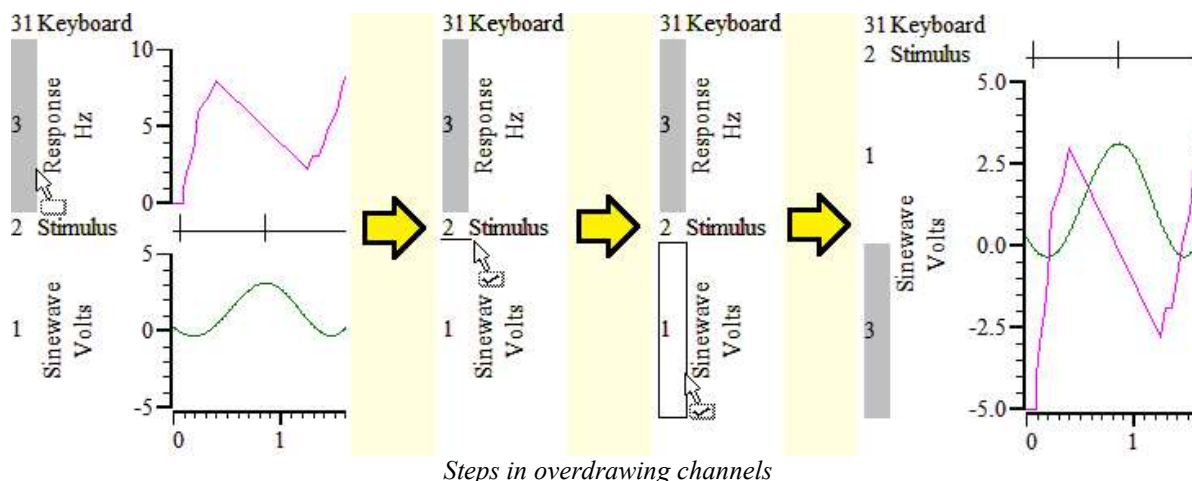 31 Keyboard
10
5
0
3
Response
Hz
2 Stimulus
5
0
-5
1
Sinewave
Volts
0 1
31 Keyboard
3
Response
Hz
2 Stimulus
1
Sinewav
Volts
31 Keyboard
3
Response
Hz
2 Stimulus
1
Sinewave
Volts
31 Keyboard
2 Stimulus
5.0
2.5
0.0
-2.5
-5.0
1
3
Sinewave
Volts
0 1
Steps in overdrawing channels